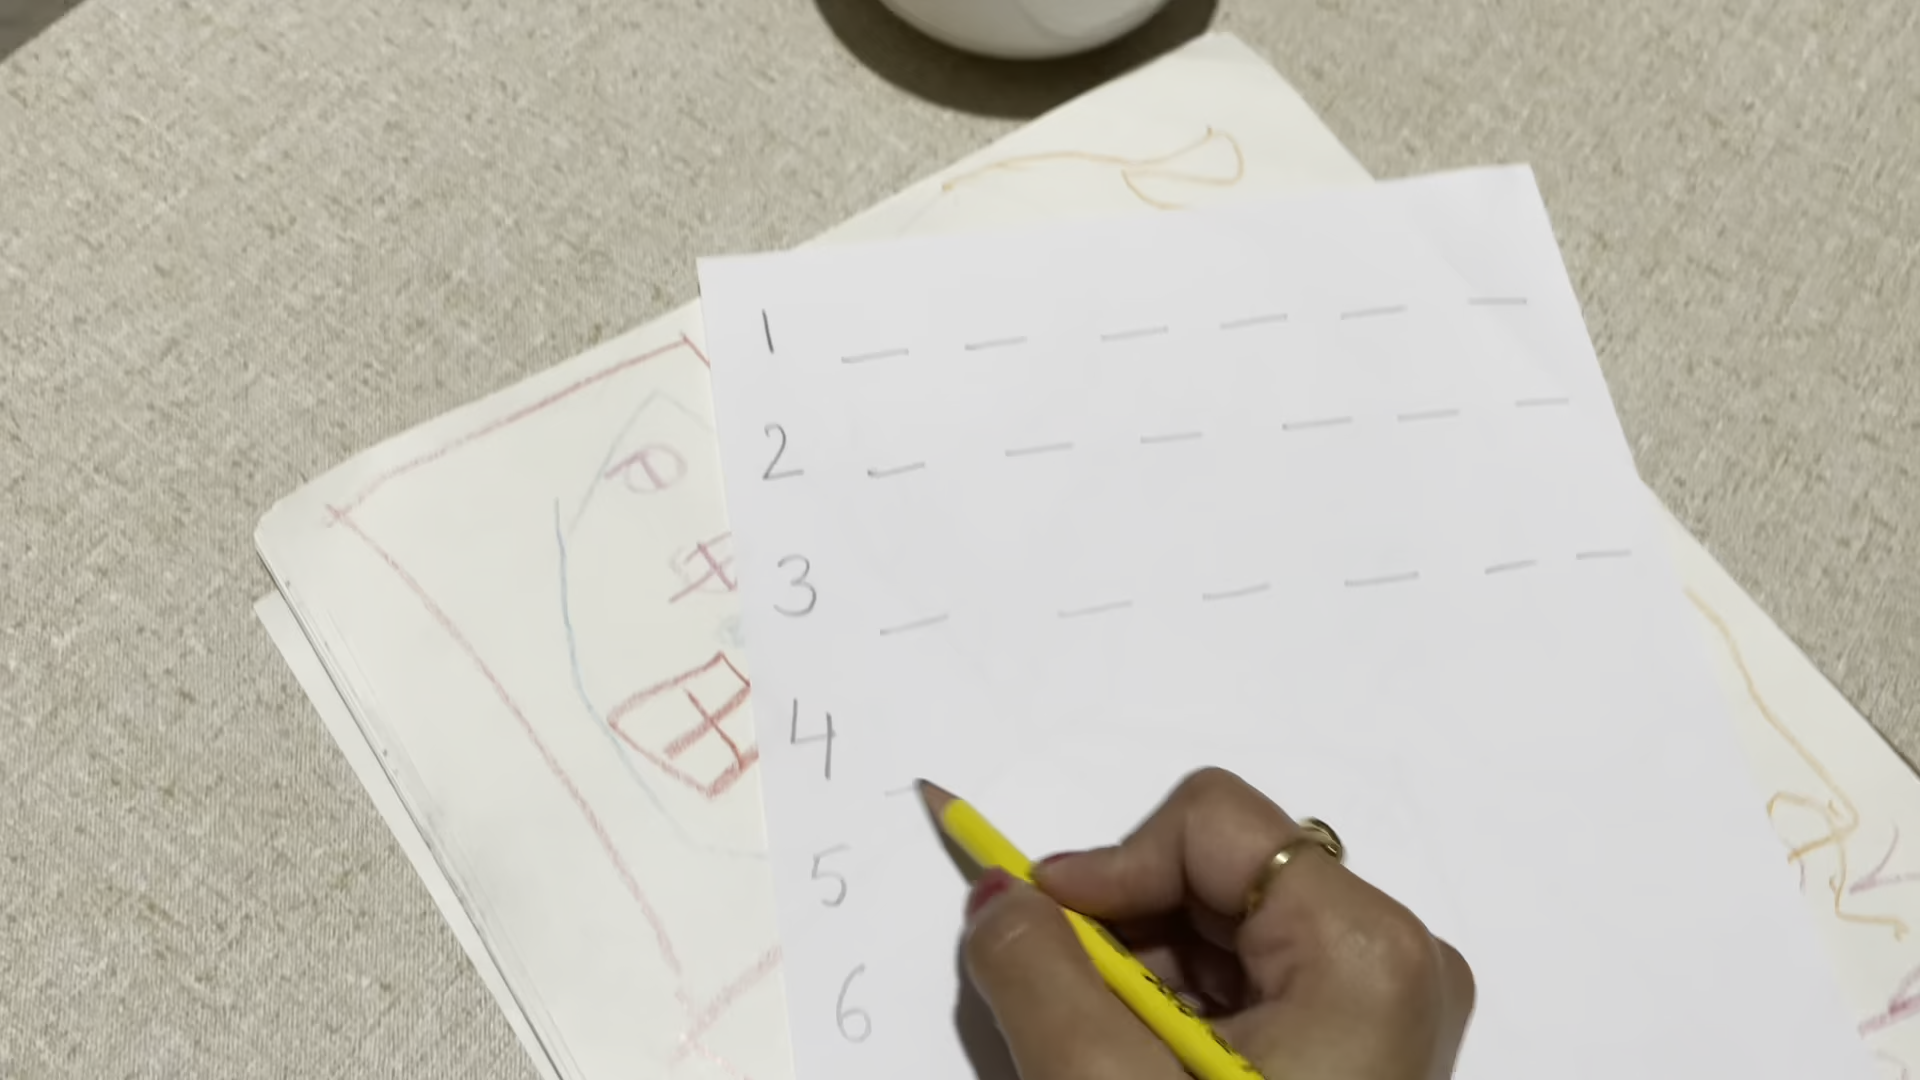 1 _ _ _ _ _ _
2 _ _ _ _ _ _
3 _ _ _ _ _ _
4 _
5
6